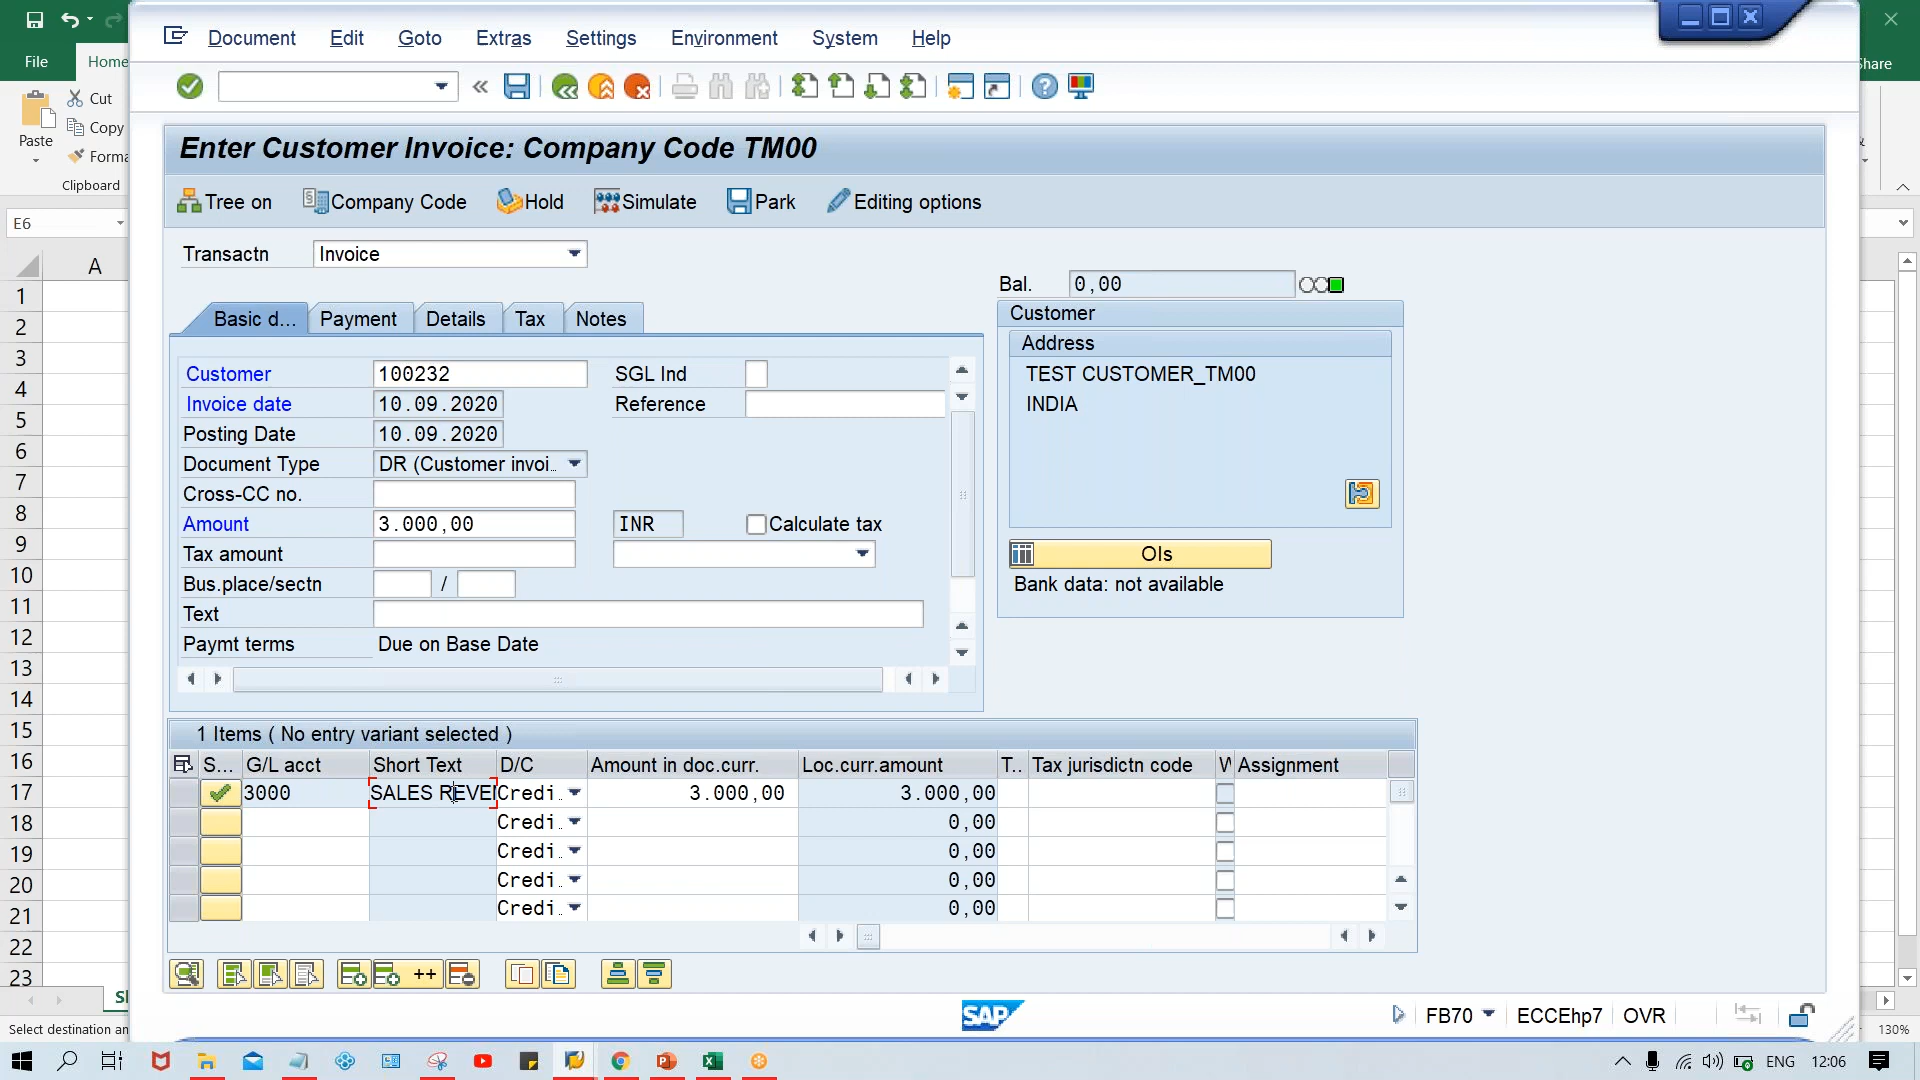 Document Edit Goto Extras Settings Environment System Help
File Home Share
Cut
Copy
Paste
Forma
Clipboard
Enter Customer Invoice: Company Code TM00
Tree on Company Code Hold Simulate Park Editing options
E6
Transactn Invoice
Bal. 0,00
Basic d... Payment Details Tax Notes
Customer
Address
TEST CUSTOMER_TM00
INDIA
OIs
Bank data: not available
Customer 100232 SGL Ind
Invoice date 10.09.2020 Reference
Posting Date 10.09.2020
Document Type DR (Customer invoi..
Cross-CC no.
Amount 3.000,00 INR Calculate tax
Tax amount
Bus.place/sectn /
Text
Paymt terms Due on Base Date
1 Items ( No entry variant selected )
S... G/L acct Short Text D/C Amount in doc.curr. Loc.curr.amount T.. Tax jurisdictn code W Assignment
3000 SALES REVEN Credi.. 3.000,00 3.000,00
Credi.. 0,00
Credi.. 0,00
Credi.. 0,00
Credi.. 0,00
++
A
1
2
3
4
5
6
7
8
9
10
11
12
13
14
15
16
17
18
19
20
21
22
23
SAP FB70 ECCEhp7 OVR
Select destination an 130%
ENG 12:06